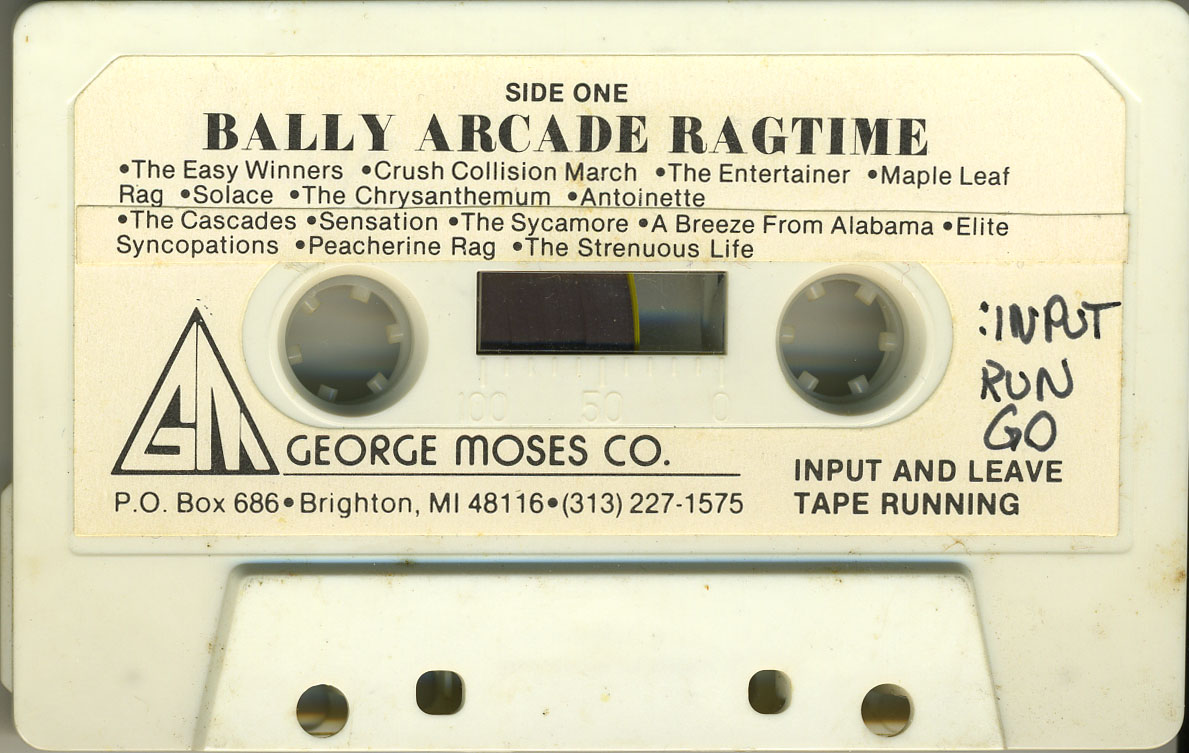 SIDE ONE
BALLY ARCADE RAGTIME
•The Easy Winners •Crush Collision March •The Entertainer •Maple Leaf
Rag •Solace •The Chrysanthemum •Antoinette
•The Cascades •Sensation •The Sycamore •A Breeze From Alabama •Elite
Syncopations •Peacherine Rag •The Strenuous Life
:INPUT
RUN
GO
100 50 0
GM
GEORGE MOSES CO.
P.O. Box 686•Brighton, MI 48116•(313) 227-1575
INPUT AND LEAVE
TAPE RUNNING